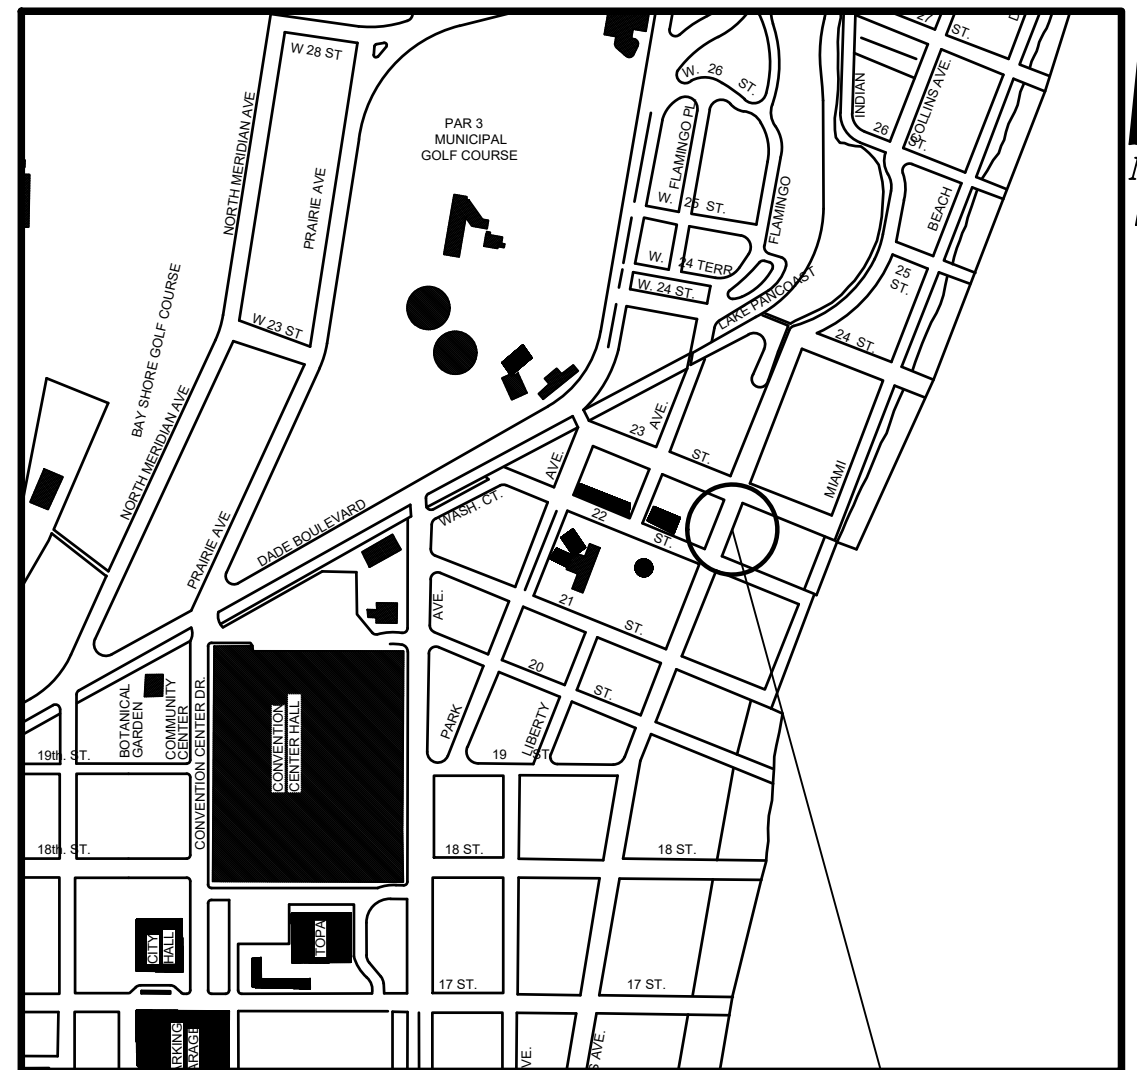 27
ST.
W 28 ST
W. 26 ST.
INDIAN
COLLINS AVE.
26 ST.
PAR 3
MUNICIPAL
GOLF COURSE
NORTH MERIDIAN AVE
PRAIRIE AVE
FLAMINGO PL
W. 25 ST.
FLAMINGO
BEACH
W. 24 TERR
25
ST.
W. 24 ST.
LAKE PANCOAST
W 23 ST
24 ST.
BAY SHORE GOLF COURSE
NORTH MERIDIAN AVE
AVE.
23 ST.
AVE.
MIAMI
WASH. CT.
22 ST.
PRAIRIE AVE
DADE BOULEVARD
AVE.
21 ST.
20 ST.
BOTANICAL
GARDEN
COMMUNITY
CENTER
CONVENTION CENTER DR.
CONVENTION
CENTER HALL
PARK
LIBERTY
19th. ST.
19 ST
18th. ST.
18 ST.
18 ST.
CITY
HALL
TOPA
17 ST.
17 ST.
ARKING
ARAGE
VE.
S AVE.